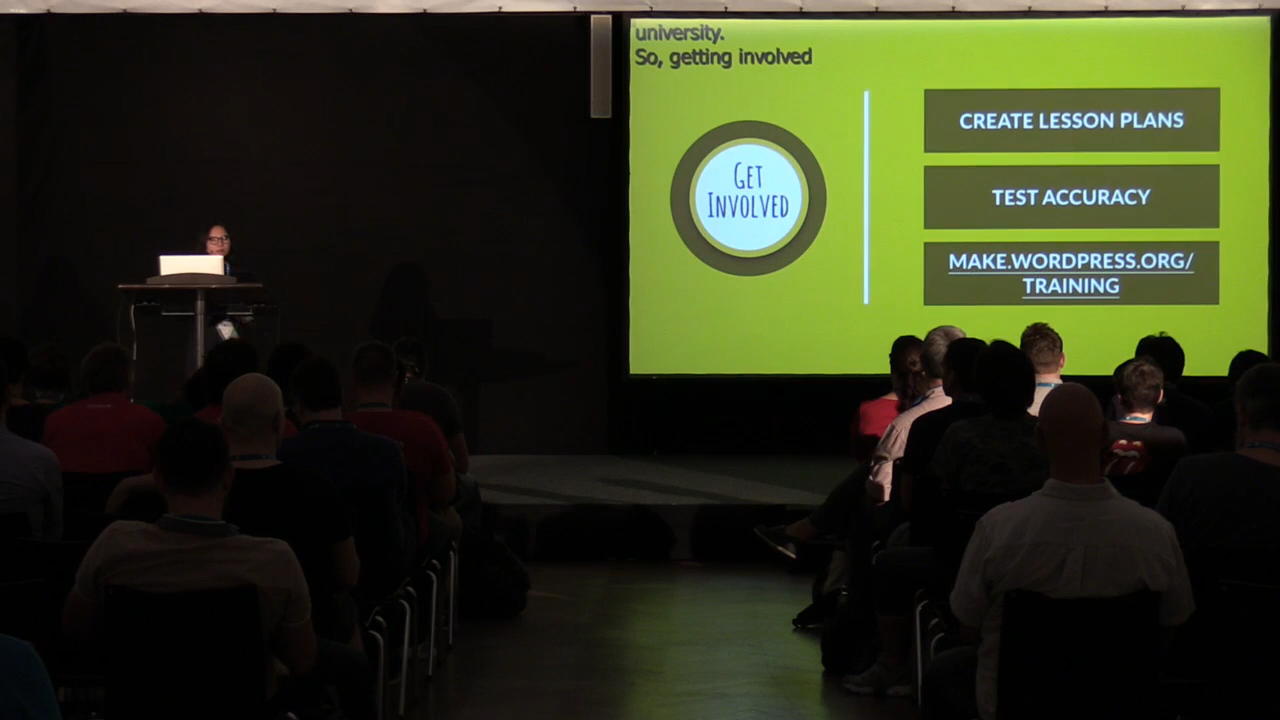 university.
So, getting involved
GET
INVOLVED
CREATE LESSON PLANS
TEST ACCURACY
MAKE.WORDPRESS.ORG/
TRAINING